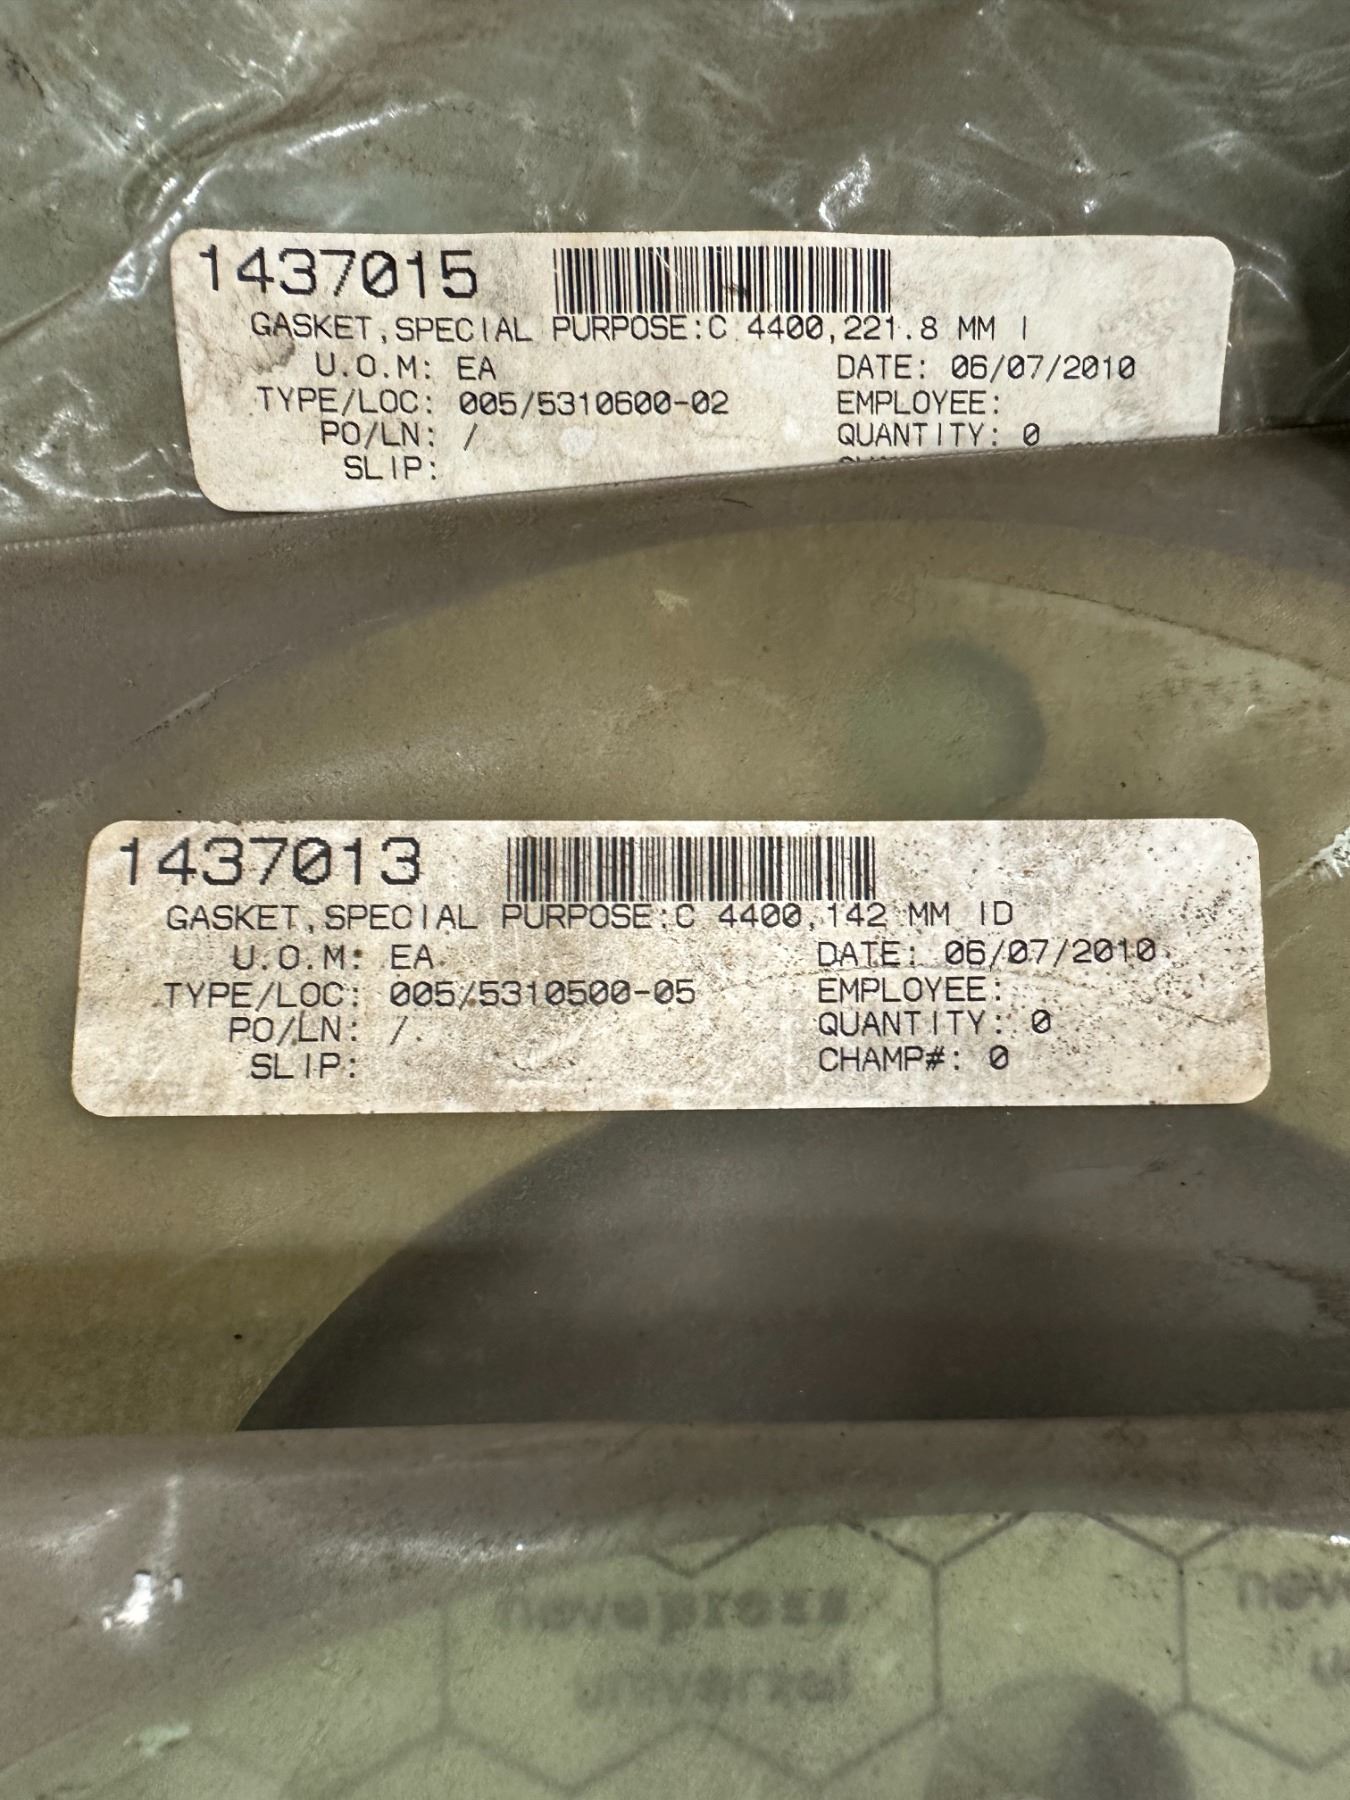 1437015
GASKET,SPECIAL PURPOSE:C 4400,221.8 MM I
U.O.M: EA DATE: 06/07/2010
TYPE/LOC: 005/5310600-02 EMPLOYEE:
PO/LN: / QUANTITY: 0
SLIP:
1437013
GASKET,SPECIAL PURPOSE:C 4400,142 MM ID
U.O.M: EA DATE: 06/07/2010
TYPE/LOC: 005/5310500-05 EMPLOYEE:
PO/LN: / QUANTITY: 0
SLIP: CHAMP#: 0
novapress
universal